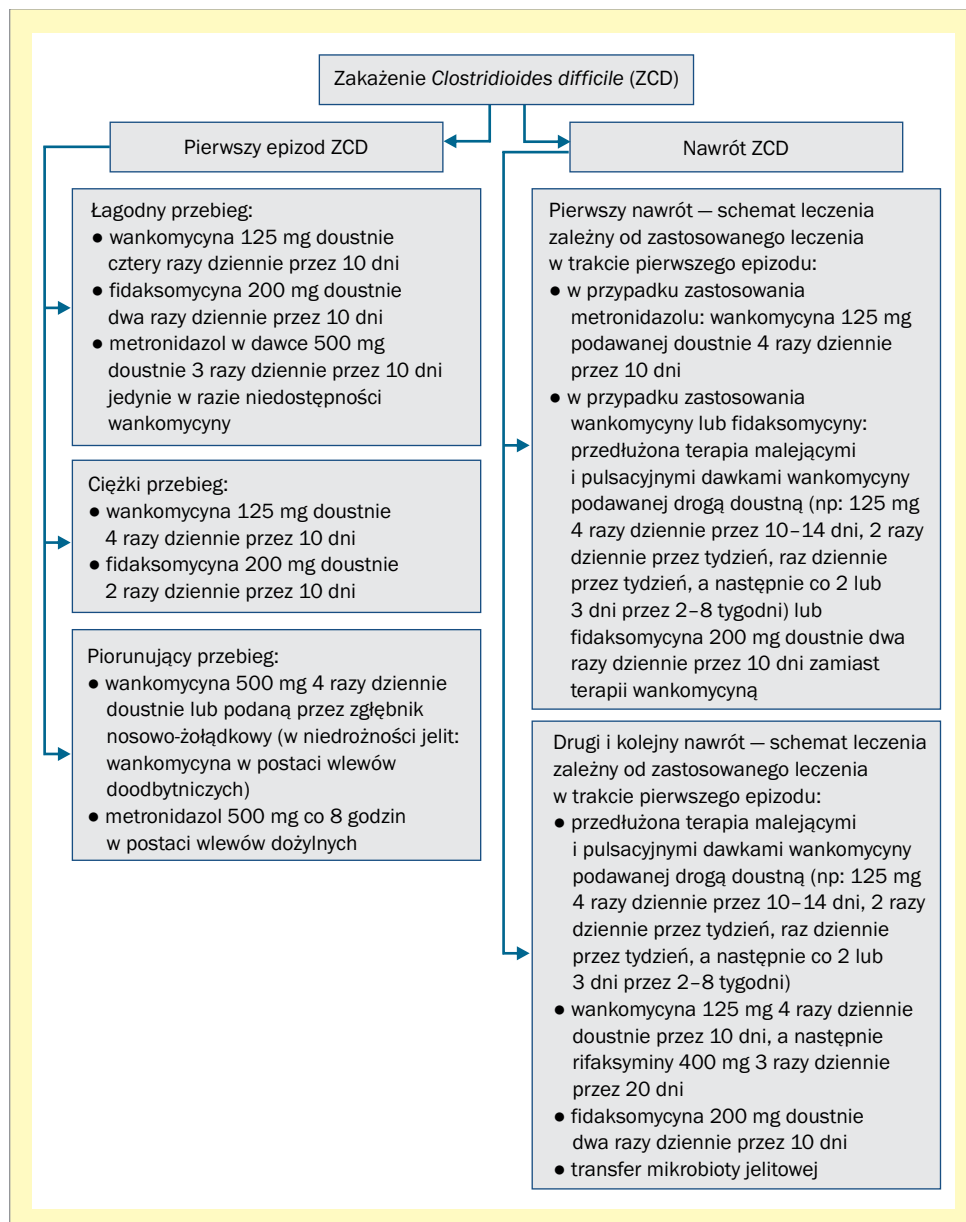 Zakażenie Clostridioides difficile (ZCD)
Pierwszy epizod ZCD
Łagodny przebieg:
● wankomycyna 125 mg doustnie
cztery razy dziennie przez 10 dni
● fidaksomycyna 200 mg doustnie
dwa razy dziennie przez 10 dni
● metronidazol w dawce 500 mg
doustnie 3 razy dziennie przez 10 dni
jedynie w razie niedostępności
wankomycyny
Ciężki przebieg:
● wankomycyna 125 mg doustnie
4 razy dziennie przez 10 dni
● fidaksomycyna 200 mg doustnie
2 razy dziennie przez 10 dni
Piorunujący przebieg:
● wankomycyna 500 mg 4 razy dziennie
doustnie lub podaną przez zgłębnik
nosowo-żołądkowy (w niedrożności jelit:
wankomycyna w postaci wlewów
doodbytniczych)
● metronidazol 500 mg co 8 godzin
w postaci wlewów dożylnych
Nawrót ZCD
Pierwszy nawrót — schemat leczenia
zależny od zastosowanego leczenia
w trakcie pierwszego epizodu:
● w przypadku zastosowania
metronidazolu: wankomycyna 125 mg
podawanej doustnie 4 razy dziennie
przez 10 dni
● w przypadku zastosowania
wankomycyny lub fidaksomycyny:
przedłużona terapia malejącymi
i pulsacyjnymi dawkami wankomycyny
podawanej drogą doustną (np: 125 mg
4 razy dziennie przez 10–14 dni, 2 razy
dziennie przez tydzień, raz dziennie
przez tydzień, a następnie co 2 lub
3 dni przez 2–8 tygodni) lub
fidaksomycyna 200 mg doustnie dwa
razy dziennie przez 10 dni zamiast
terapii wankomycyną
Drugi i kolejny nawrót — schemat leczenia
zależny od zastosowanego leczenia
w trakcie pierwszego epizodu:
● przedłużona terapia malejącymi
i pulsacyjnymi dawkami wankomycyny
podawanej drogą doustną (np: 125 mg
4 razy dziennie przez 10–14 dni, 2 razy
dziennie przez tydzień, raz dziennie
przez tydzień, a następnie co 2 lub
3 dni przez 2–8 tygodni)
● wankomycyna 125 mg 4 razy dziennie
doustnie przez 10 dni, a następnie
rifaksyminy 400 mg 3 razy dziennie
przez 20 dni
● fidaksomycyna 200 mg doustnie
dwa razy dziennie przez 10 dni
● transfer mikrobioty jelitowej